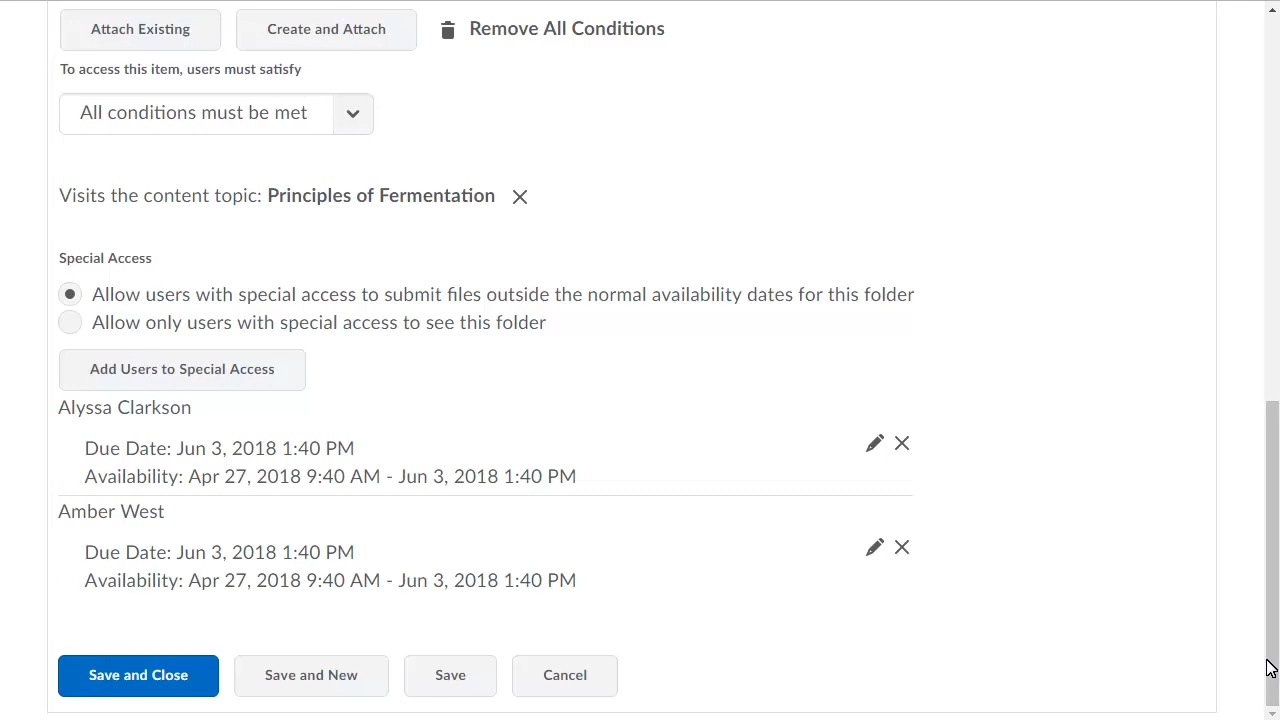 Attach Existing Create and Attach Remove All Conditions
To access this item, users must satisfy
All conditions must be met
Visits the content topic: Principles of Fermentation
Special Access
Allow users with special access to submit files outside the normal availability dates for this folder
Allow only users with special access to see this folder
Add Users to Special Access
Alyssa Clarkson
Due Date: Jun 3, 2018 1:40 PM
Availability: Apr 27, 2018 9:40 AM - Jun 3, 2018 1:40 PM
Amber West
Due Date: Jun 3, 2018 1:40 PM
Availability: Apr 27, 2018 9:40 AM - Jun 3, 2018 1:40 PM
Save and Close Save and New Save Cancel